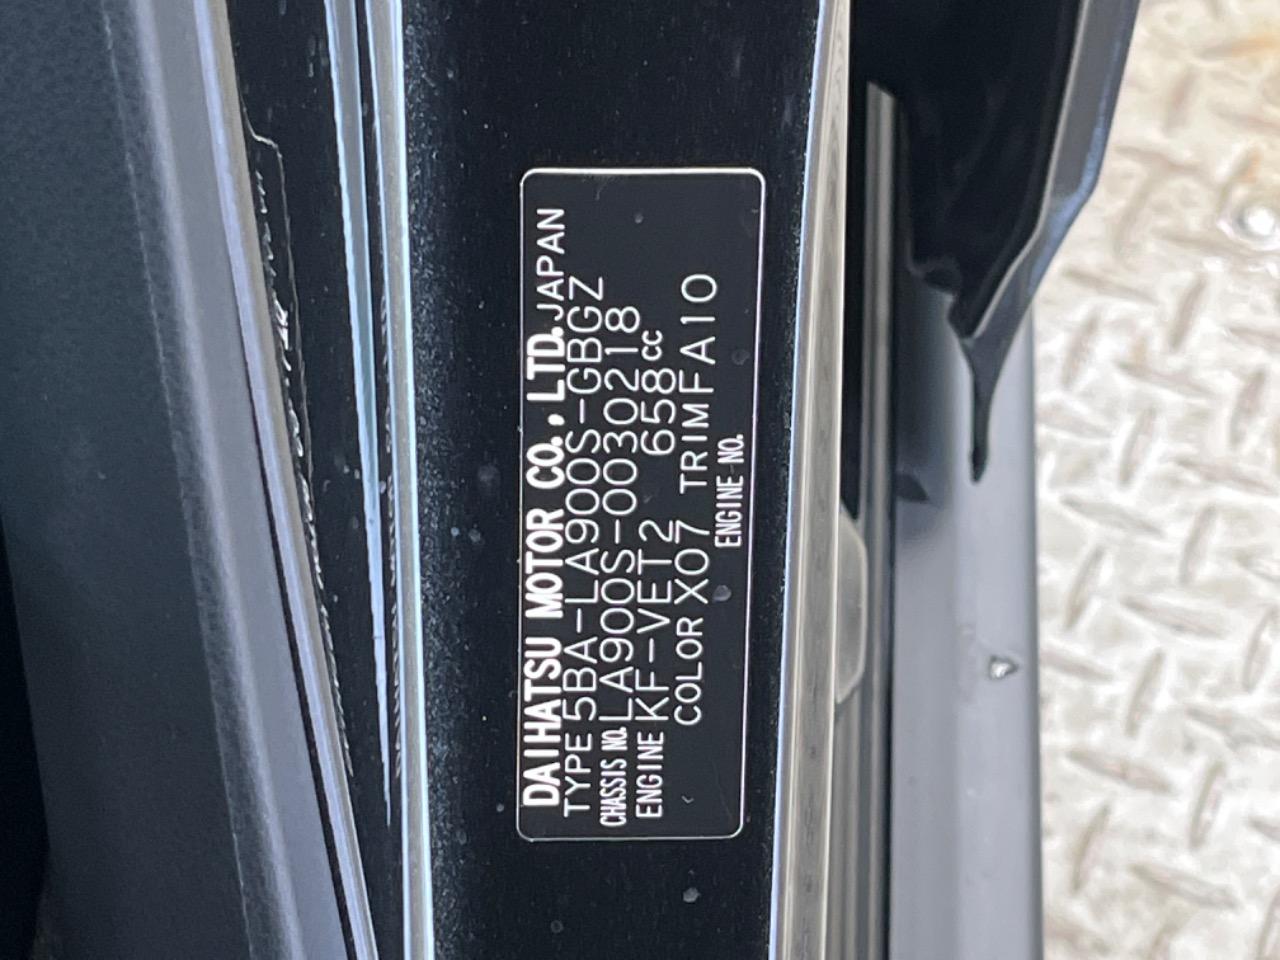 DAIHATSU MOTOR CO., LTD. JAPAN
TYPE 5BA-LA900S-GBGZ
CHASSIS NO. LA900S-0030218
ENGINE KF-VET2 658cc
COLOR X07 TRIM FA10
ENGINE NO.